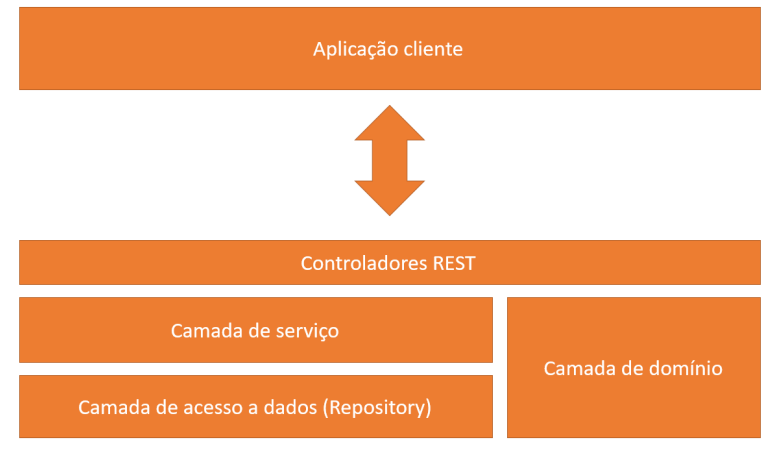 Aplicação cliente
Controladores REST
Camada de serviço
Camada de domínio
Camada de acesso a dados (Repository)